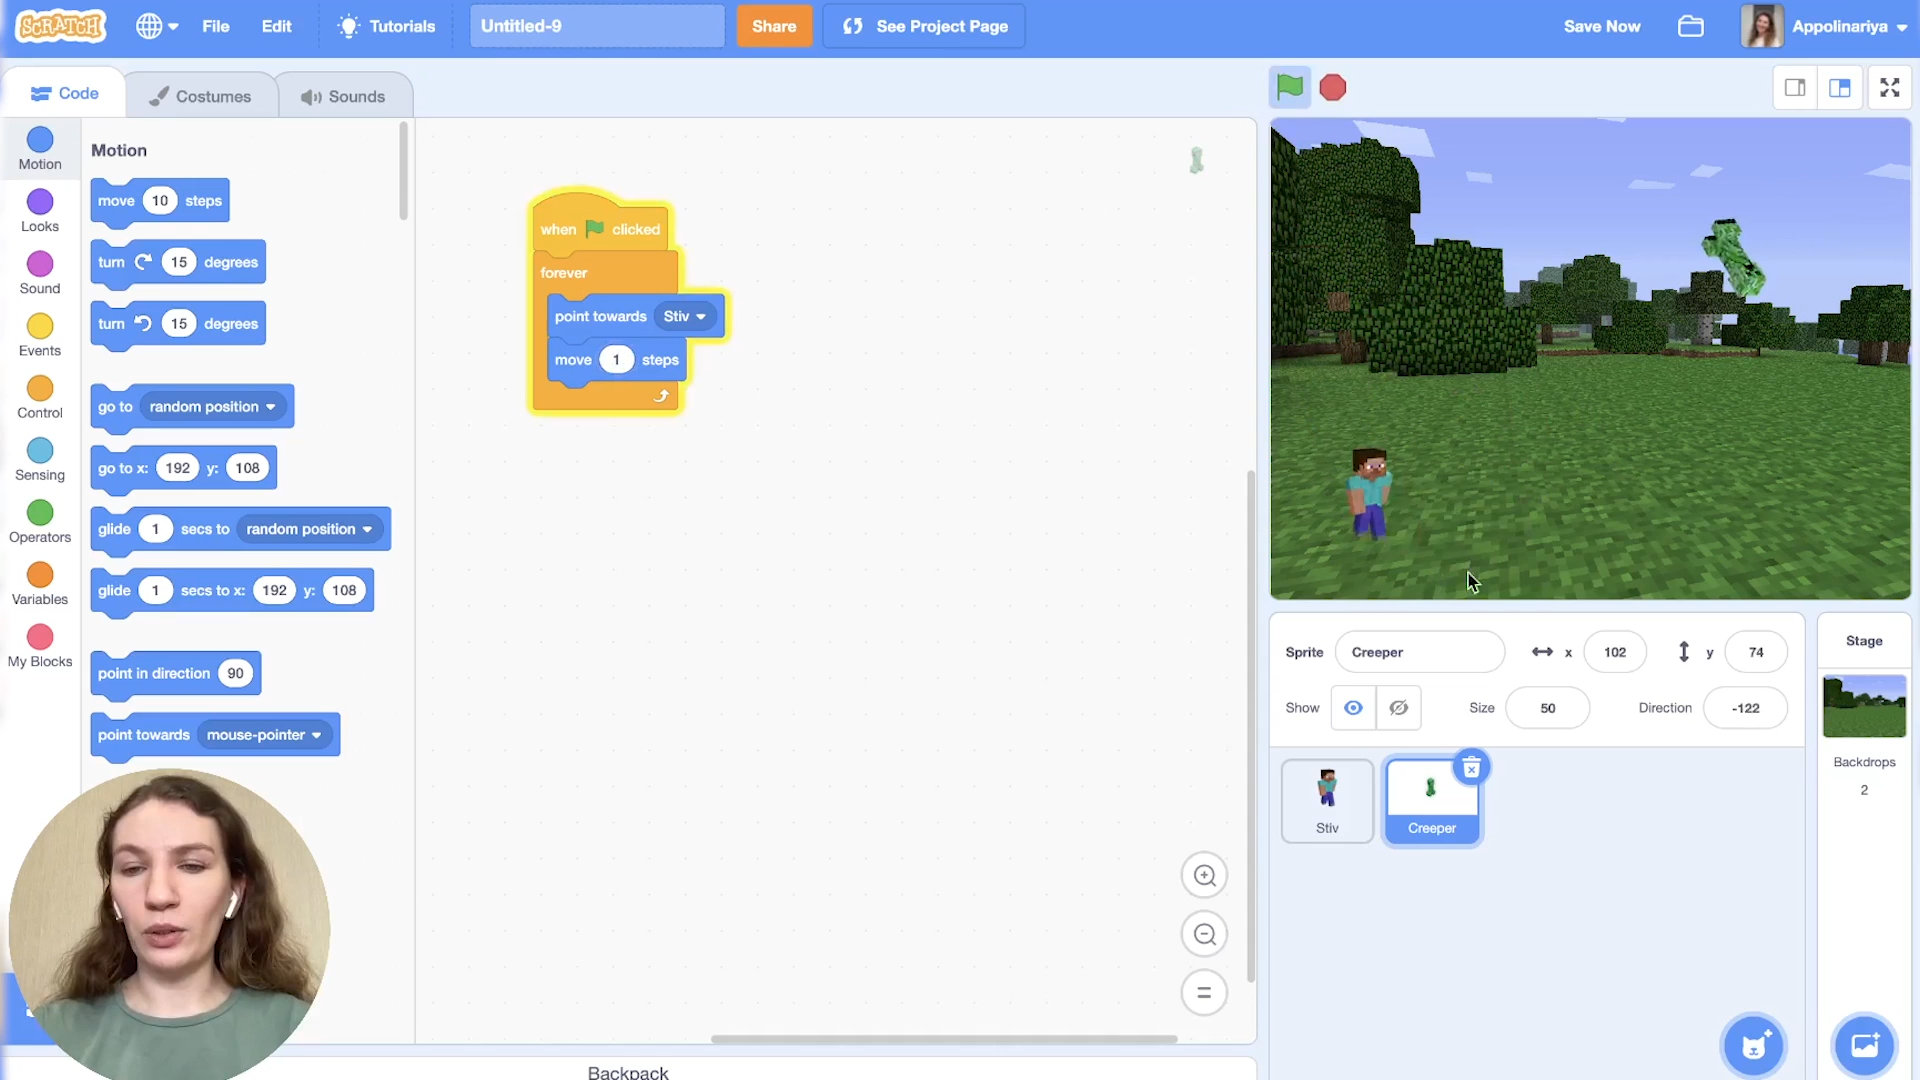 SCRATCH
File
Edit
Tutorials
Untitled-9
Share
See Project Page
Save Now
Appolinariya
Code
Costumes
Sounds
Motion
Looks
Sound
Events
Control
Sensing
Operators
Variables
My Blocks
Motion
move 10 steps
turn 15 degrees
turn 15 degrees
go to random position
go to x: 192 y: 108
glide 1 secs to random position
glide 1 secs to x: 192 y: 108
point in direction 90
point towards mouse-pointer
when clicked
forever
point towards Stiv
move 1 steps
Backpack
Sprite Creeper x 102 y 74
Show Size 50 Direction -122
Stiv
Creeper
Stage
Backdrops
2